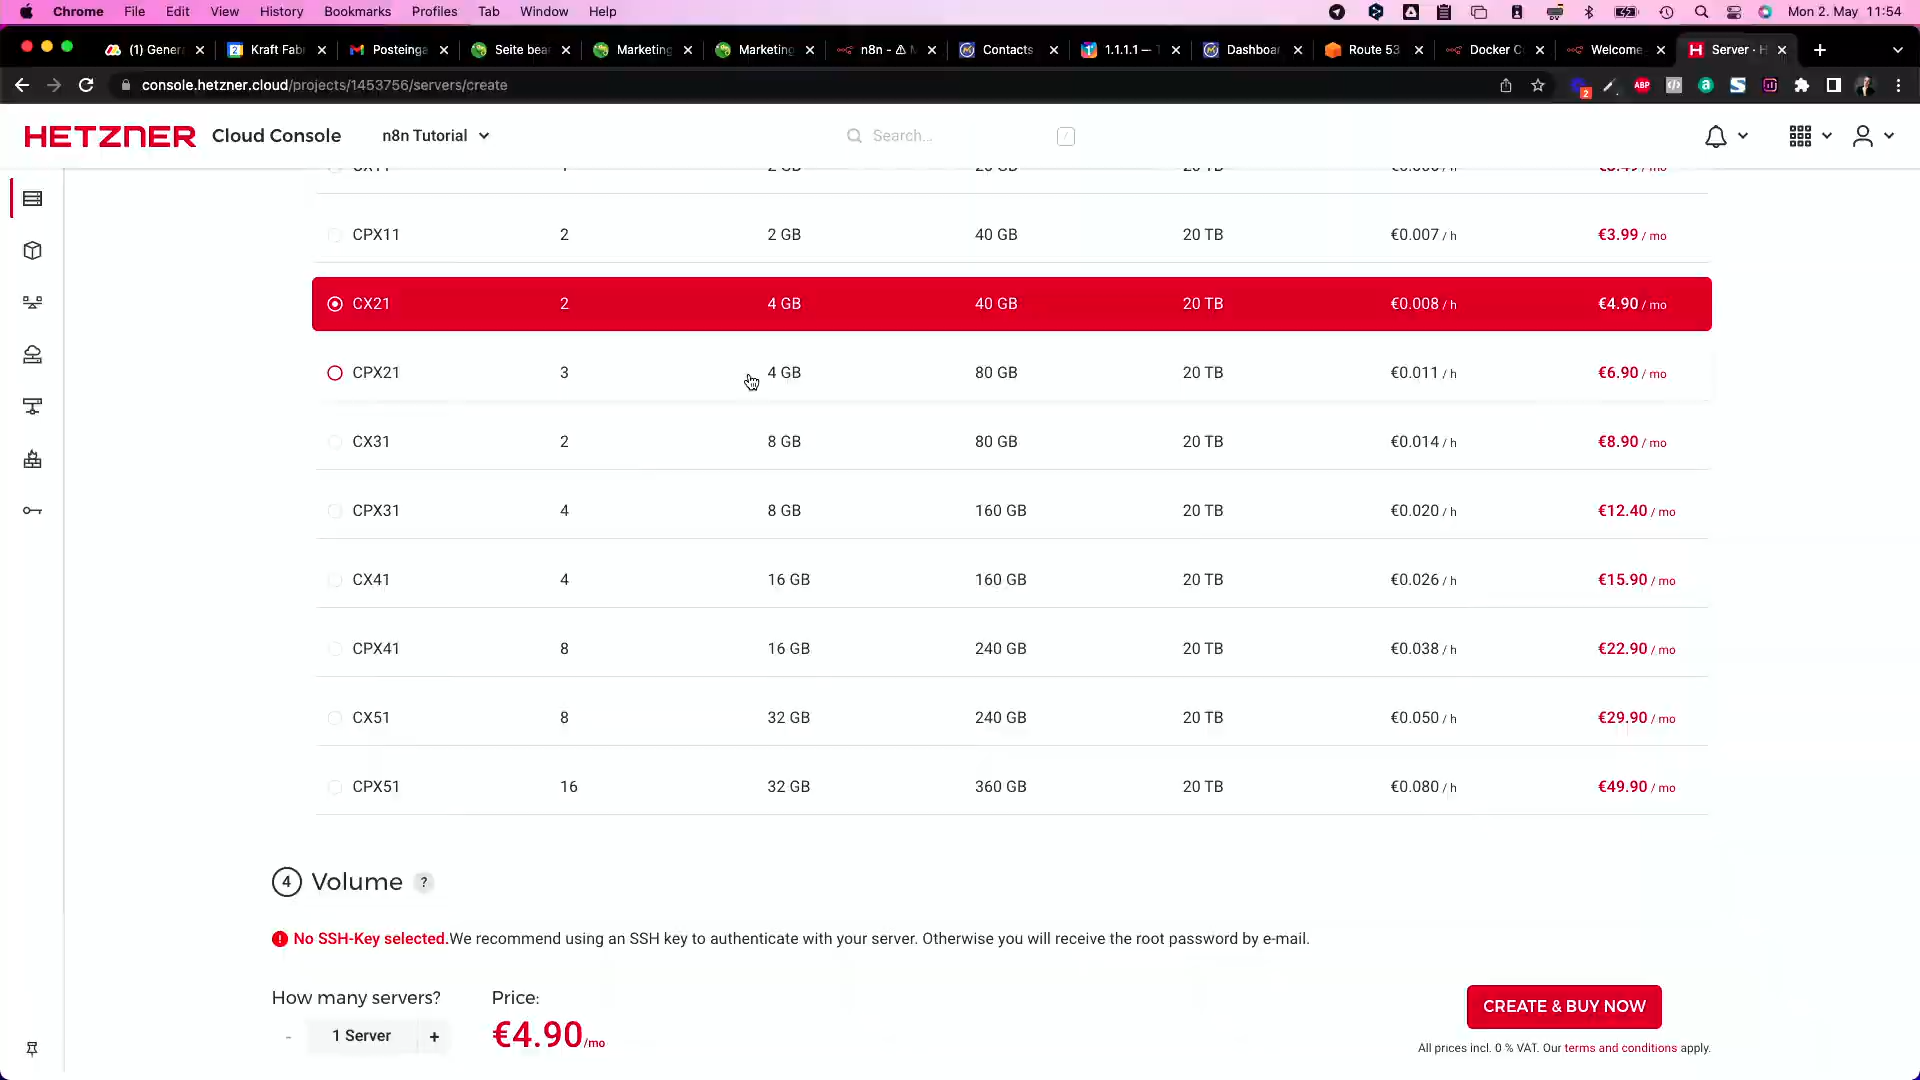 Chrome File Edit View History Bookmarks Profiles Tab Window Help Mon 2. May 11:54
(1) Genera Kraft Fab Posteinga Seite bea Marketing Marketing n8n - ⚠ M Contacts 1.1.1.1 — T Dashboa Route 53 Docker C Welcome Server · H
console.hetzner.cloud/projects/1453756/servers/create
2 ABP
HETZNER Cloud Console n8n Tutorial Search... /
CPX11 2 2 GB 40 GB 20 TB €0.007 / h €3.99 / mo
CX21 2 4 GB 40 GB 20 TB €0.008 / h €4.90 / mo
CPX21 3 4 GB 80 GB 20 TB €0.011 / h €6.90 / mo
CX31 2 8 GB 80 GB 20 TB €0.014 / h €8.90 / mo
CPX31 4 8 GB 160 GB 20 TB €0.020 / h €12.40 / mo
CX41 4 16 GB 160 GB 20 TB €0.026 / h €15.90 / mo
CPX41 8 16 GB 240 GB 20 TB €0.038 / h €22.90 / mo
CX51 8 32 GB 240 GB 20 TB €0.050 / h €29.90 / mo
CPX51 16 32 GB 360 GB 20 TB €0.080 / h €49.90 / mo
4 Volume ?
No SSH-Key selected.We recommend using an SSH key to authenticate with your server. Otherwise you will receive the root password by e-mail.
How many servers? Price:
- 1 Server + €4.90/mo
CREATE & BUY NOW
All prices incl. 0 % VAT. Our terms and conditions apply.